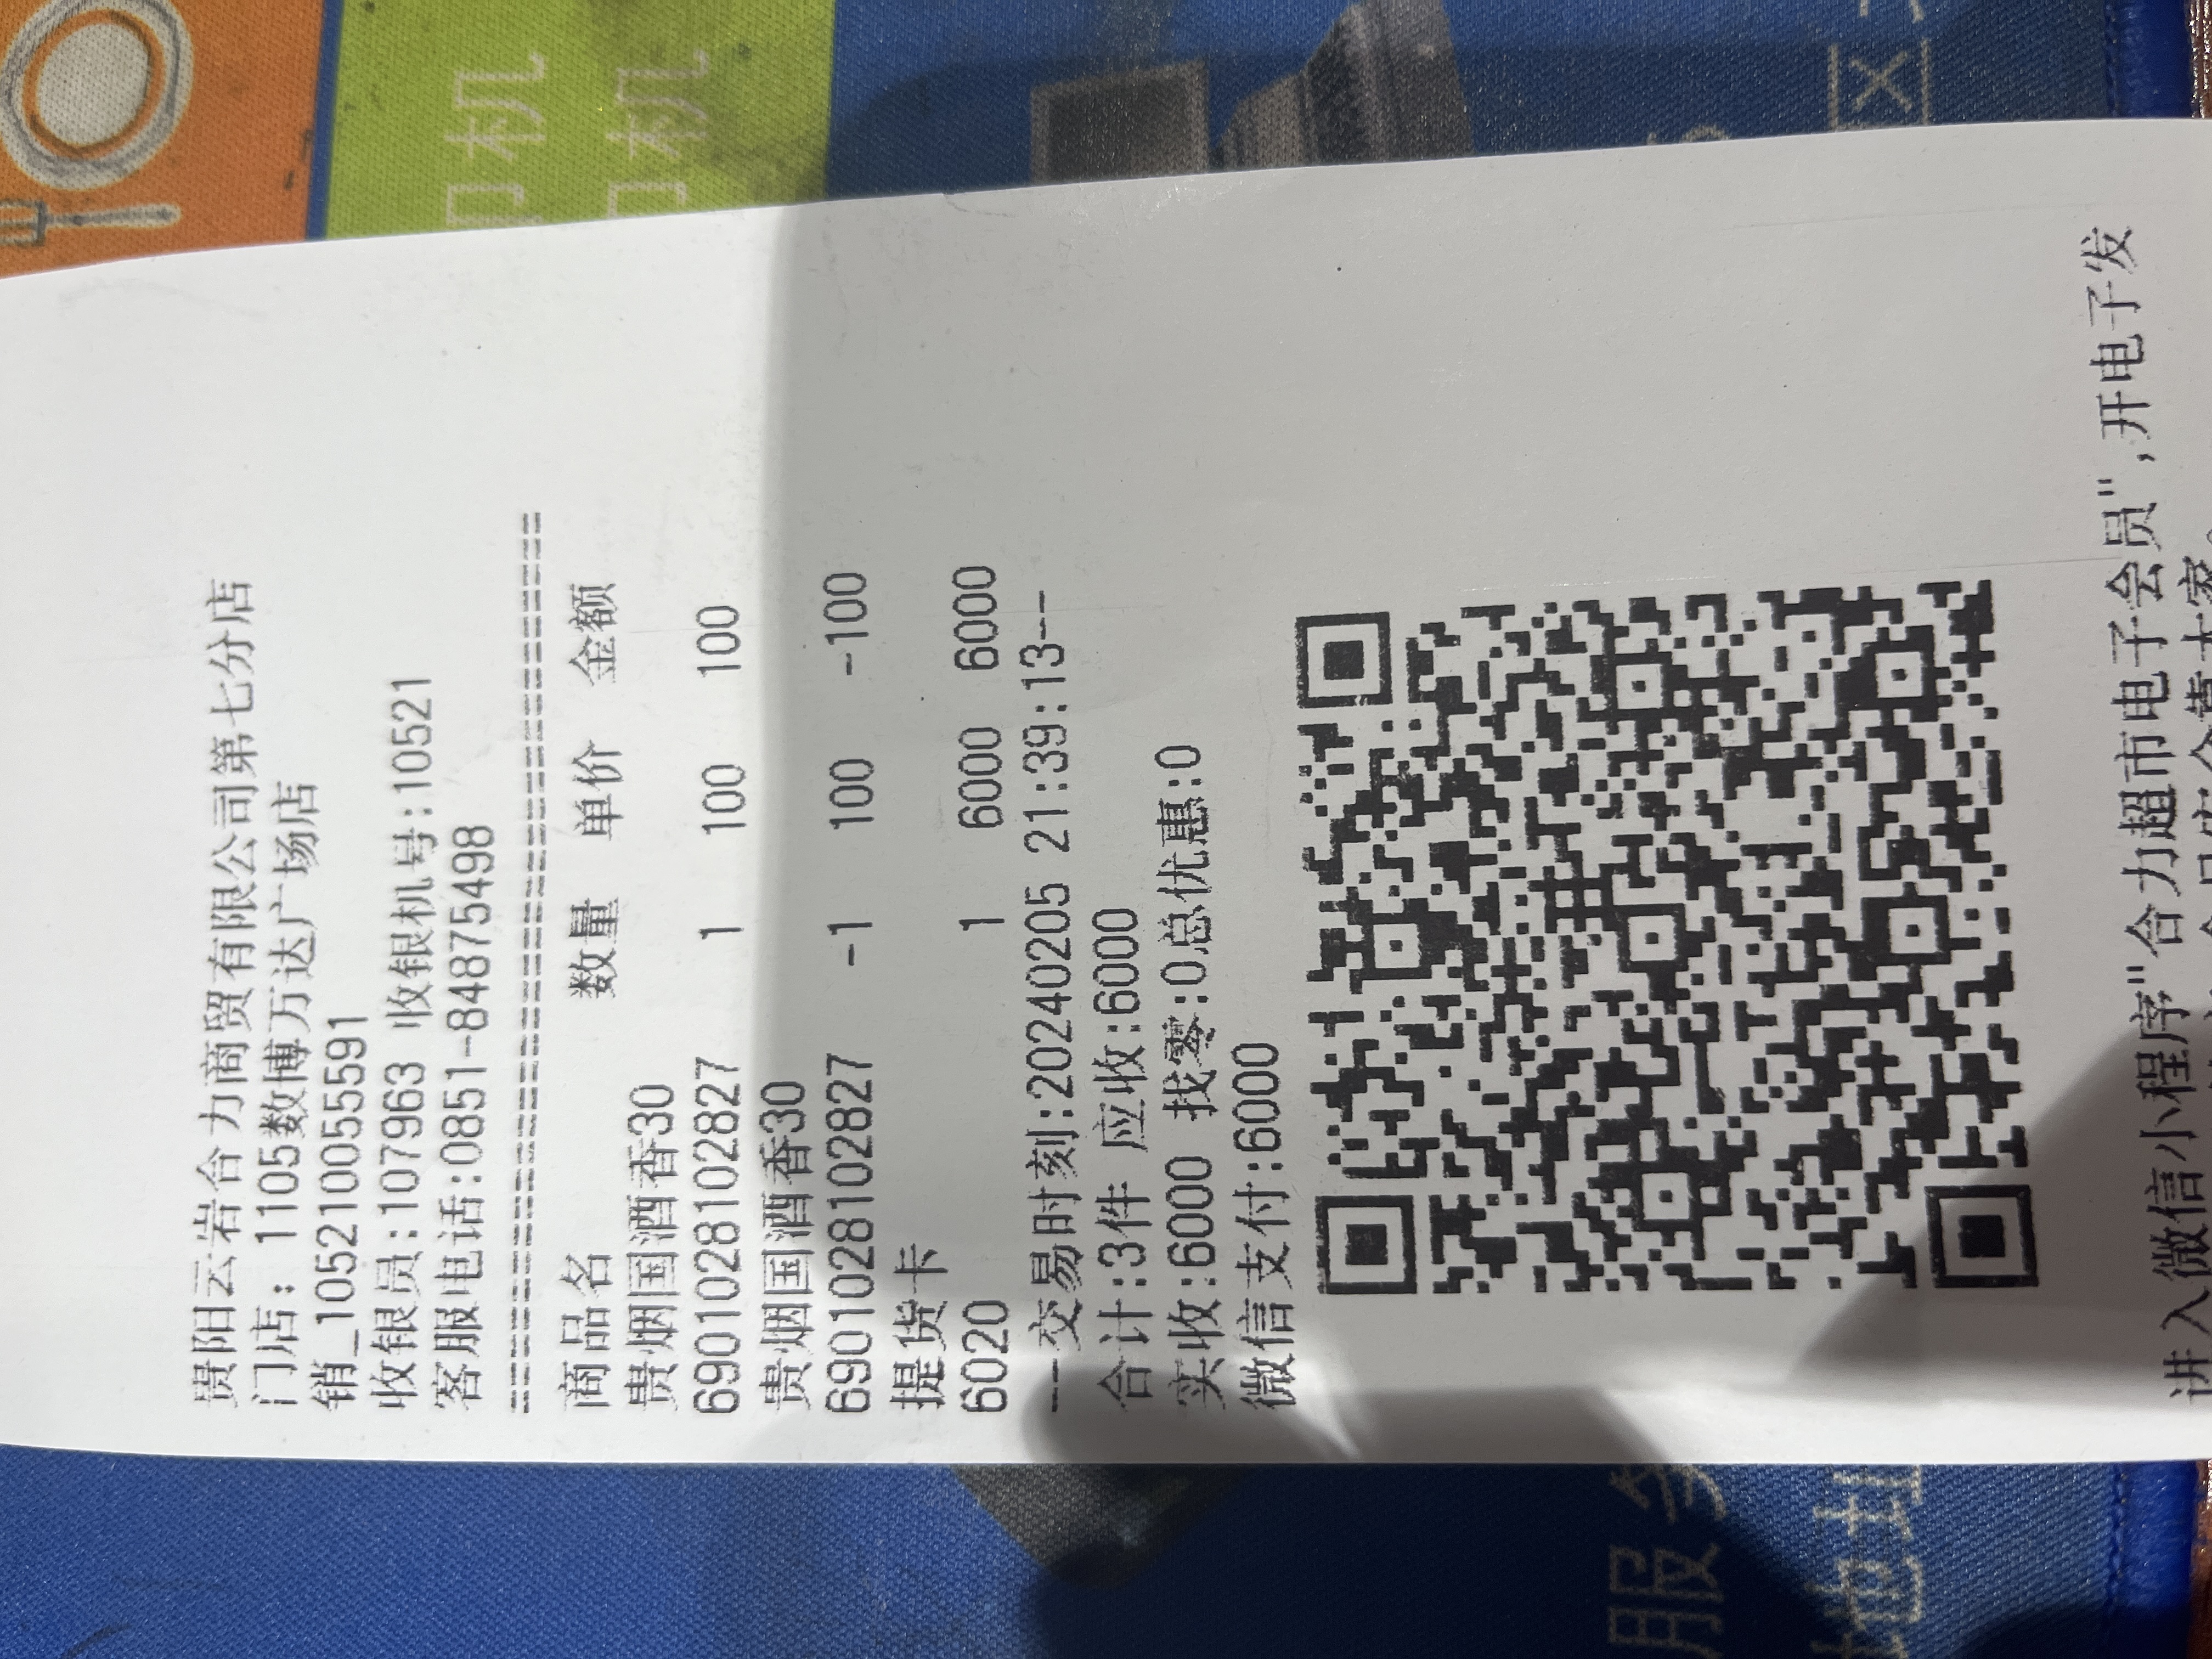 贵阳云岩合力商贸有限公司第七分店
门店: 1105数博万达广场店
销_105210055591
收银员:107963 收银机号:10521
客服电话:0851-84875498
商品名 数量 单价 金额
贵烟国酒香30
6901028102827 1 100 100
贵烟国酒香30
6901028102827 -1 100 -100
提货卡
6020 1 6000 6000
--交易时刻:20240205 21:39:13--
合计:3件 应收:6000
实收:6000 找零:0总优惠:0
微信支付:6000
进入微信小程序"合力超市电子会员",开电子发
服务
地址